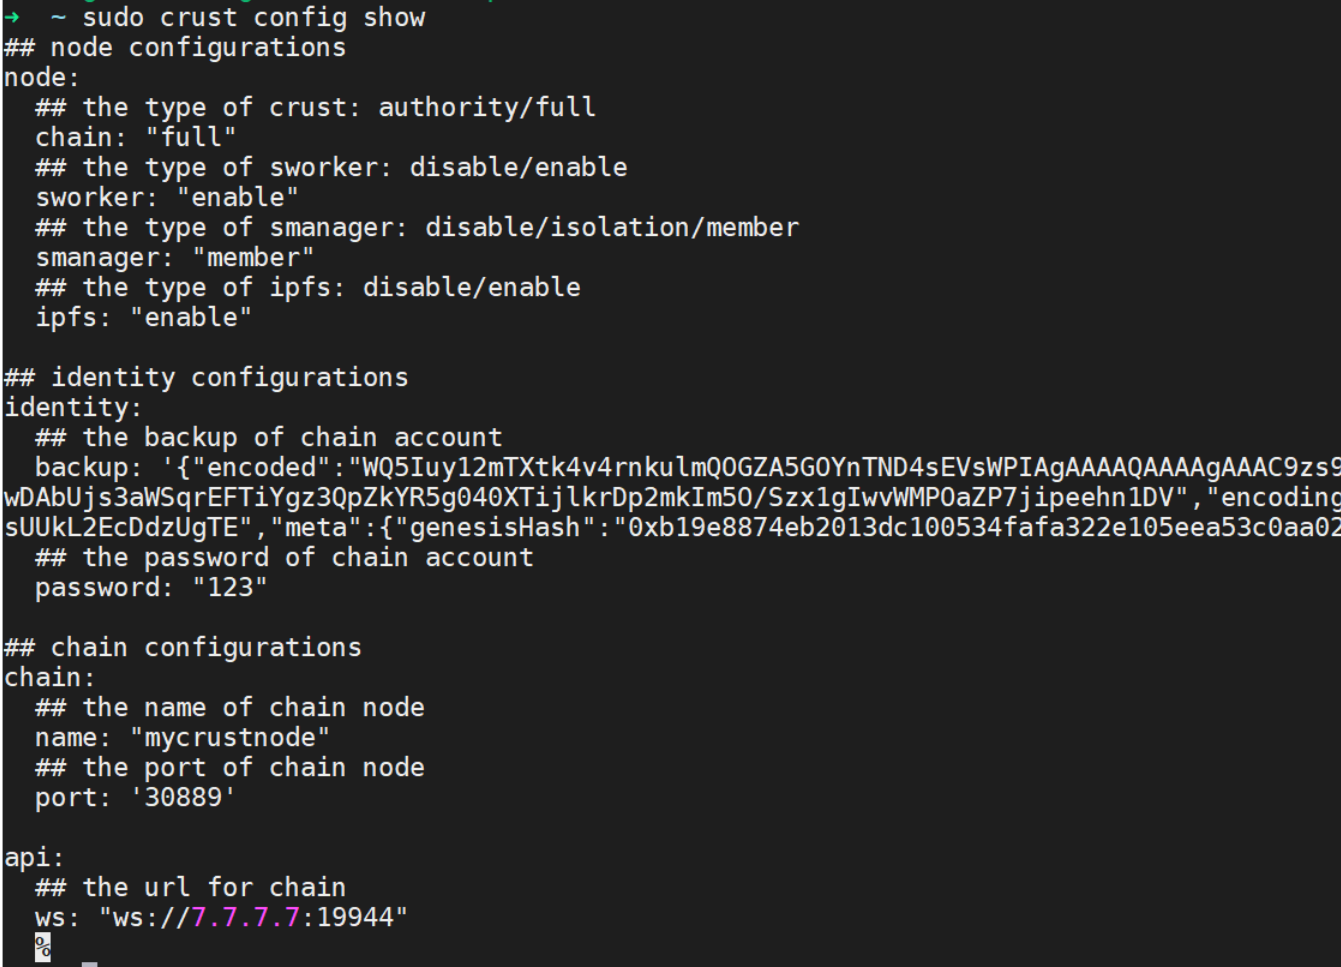 → ~ sudo crust config show
## node configurations
node:
  ## the type of crust: authority/full
  chain: "full"
  ## the type of sworker: disable/enable
  sworker: "enable"
  ## the type of smanager: disable/isolation/member
  smanager: "member"
  ## the type of ipfs: disable/enable
  ipfs: "enable"
## identity configurations
identity:
  ## the backup of chain account
  backup: '{"encoded":"WQ5Iuy12mTXtk4v4rnkulmQOGZA5GOYnTND4sEVsWPIAgAAAAQAAAAgAAAC9zs9
wDAbUjs3aWSqrEFTiYgz3QpZkYR5g040XTijlkrDp2mkIm5O/Szx1gIwvWMPOaZP7jipeehn1DV","encoding
sUUkL2EcDdzUgTE","meta":{"genesisHash":"0xb19e8874eb2013dc100534fafa322e105eea53c0aa02
  ## the password of chain account
  password: "123"
## chain configurations
chain:
  ## the name of chain node
  name: "mycrustnode"
  ## the port of chain node
  port: '30889'
api:
  ## the url for chain
  ws: "ws://7.7.7.7:19944"
  %